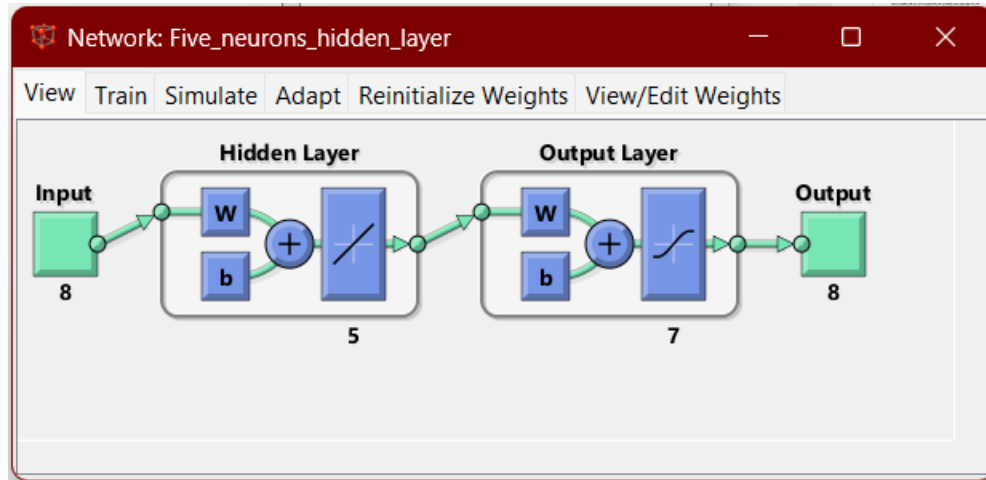 Network: Five_neurons_hidden_layer
View Train Simulate Adapt Reinitialize Weights View/Edit Weights
Hidden Layer Output Layer
Input Output
W W
b b
8 8
5 7